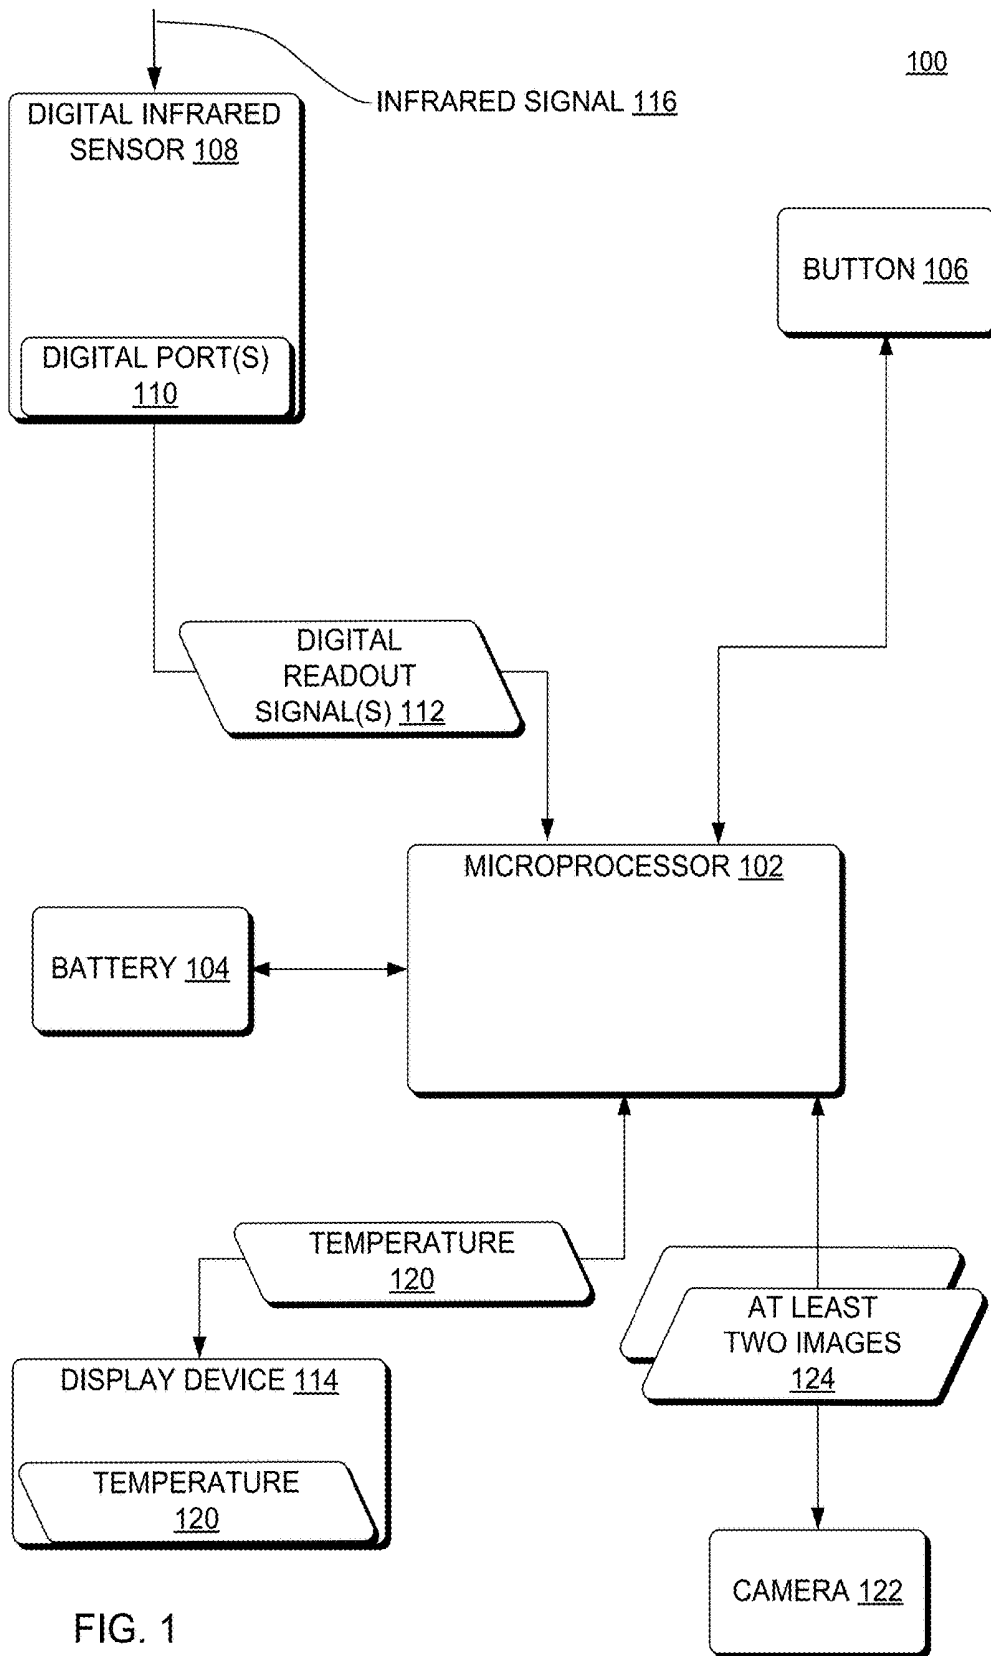 100
INFRARED SIGNAL 116
DIGITAL INFRARED
SENSOR 108
BUTTON 106
DIGITAL PORT(S)
110
DIGITAL
READOUT
SIGNAL(S) 112
MICROPROCESSOR 102
BATTERY 104
TEMPERATURE
120
AT LEAST
TWO IMAGES
124
DISPLAY DEVICE 114
TEMPERATURE
120
CAMERA 122
FIG. 1